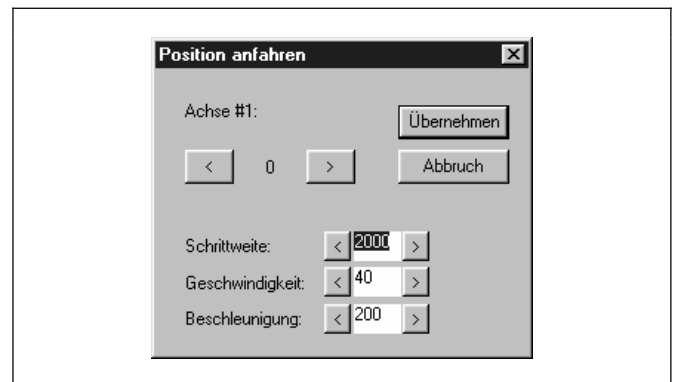 Position anfahren
Achse #1:
Übernehmen
< 0 >
Abbruch
Schrittweite: < 2000 >
Geschwindigkeit: < 40 >
Beschleunigung: < 200 >